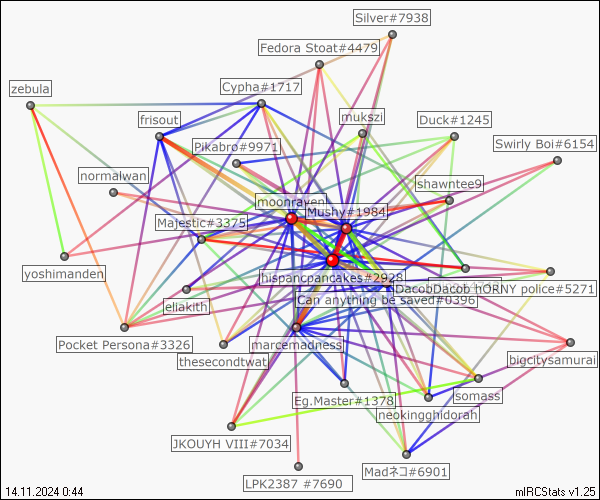 Silver#7938
Fedora Stoat#4479
zebula
Cypha#1717
frisout
mukszi
Duck#1245
Pikabro#9971
Swirly Boi#6154
normalwan
shawntee9
moonraven
Mushy#1984
Majestic#3375
yoshimanden
hispancpancakes#2928
DacobDacob
hORNY police#5271
eliakith
Can anything be saved#0396
Pocket Persona#3326
thesecondtwat
marcemadness
bigcitysamurai
Eg.Master#1378
somass
neokingghidorah
JKOUYH VIII#7034
Madネコ#6901
LPK2387 #7690
14.11.2024 0:44
mIRCStats v1.25